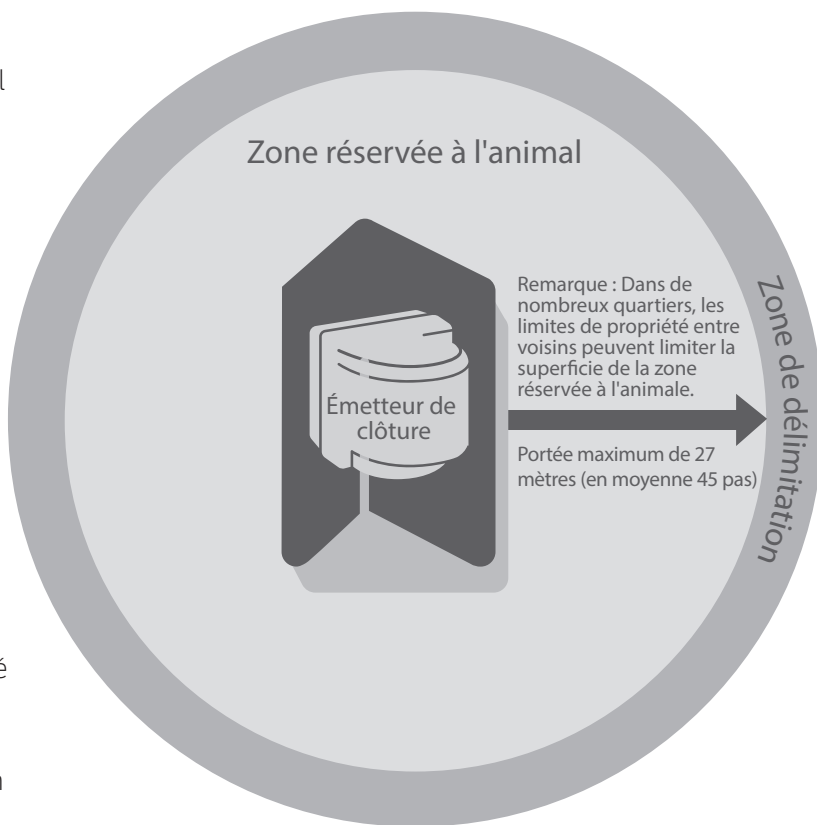 l
Zone réservée à l'animal
Remarque : Dans de
nombreux quartiers, les
limites de propriété entre
voisins peuvent limiter la
superficie de la zone
réservée à l'animale.
Émetteur de
clôture
Portée maximum de 27
mètres (en moyenne 45 pas)
Zone de délimitation
é